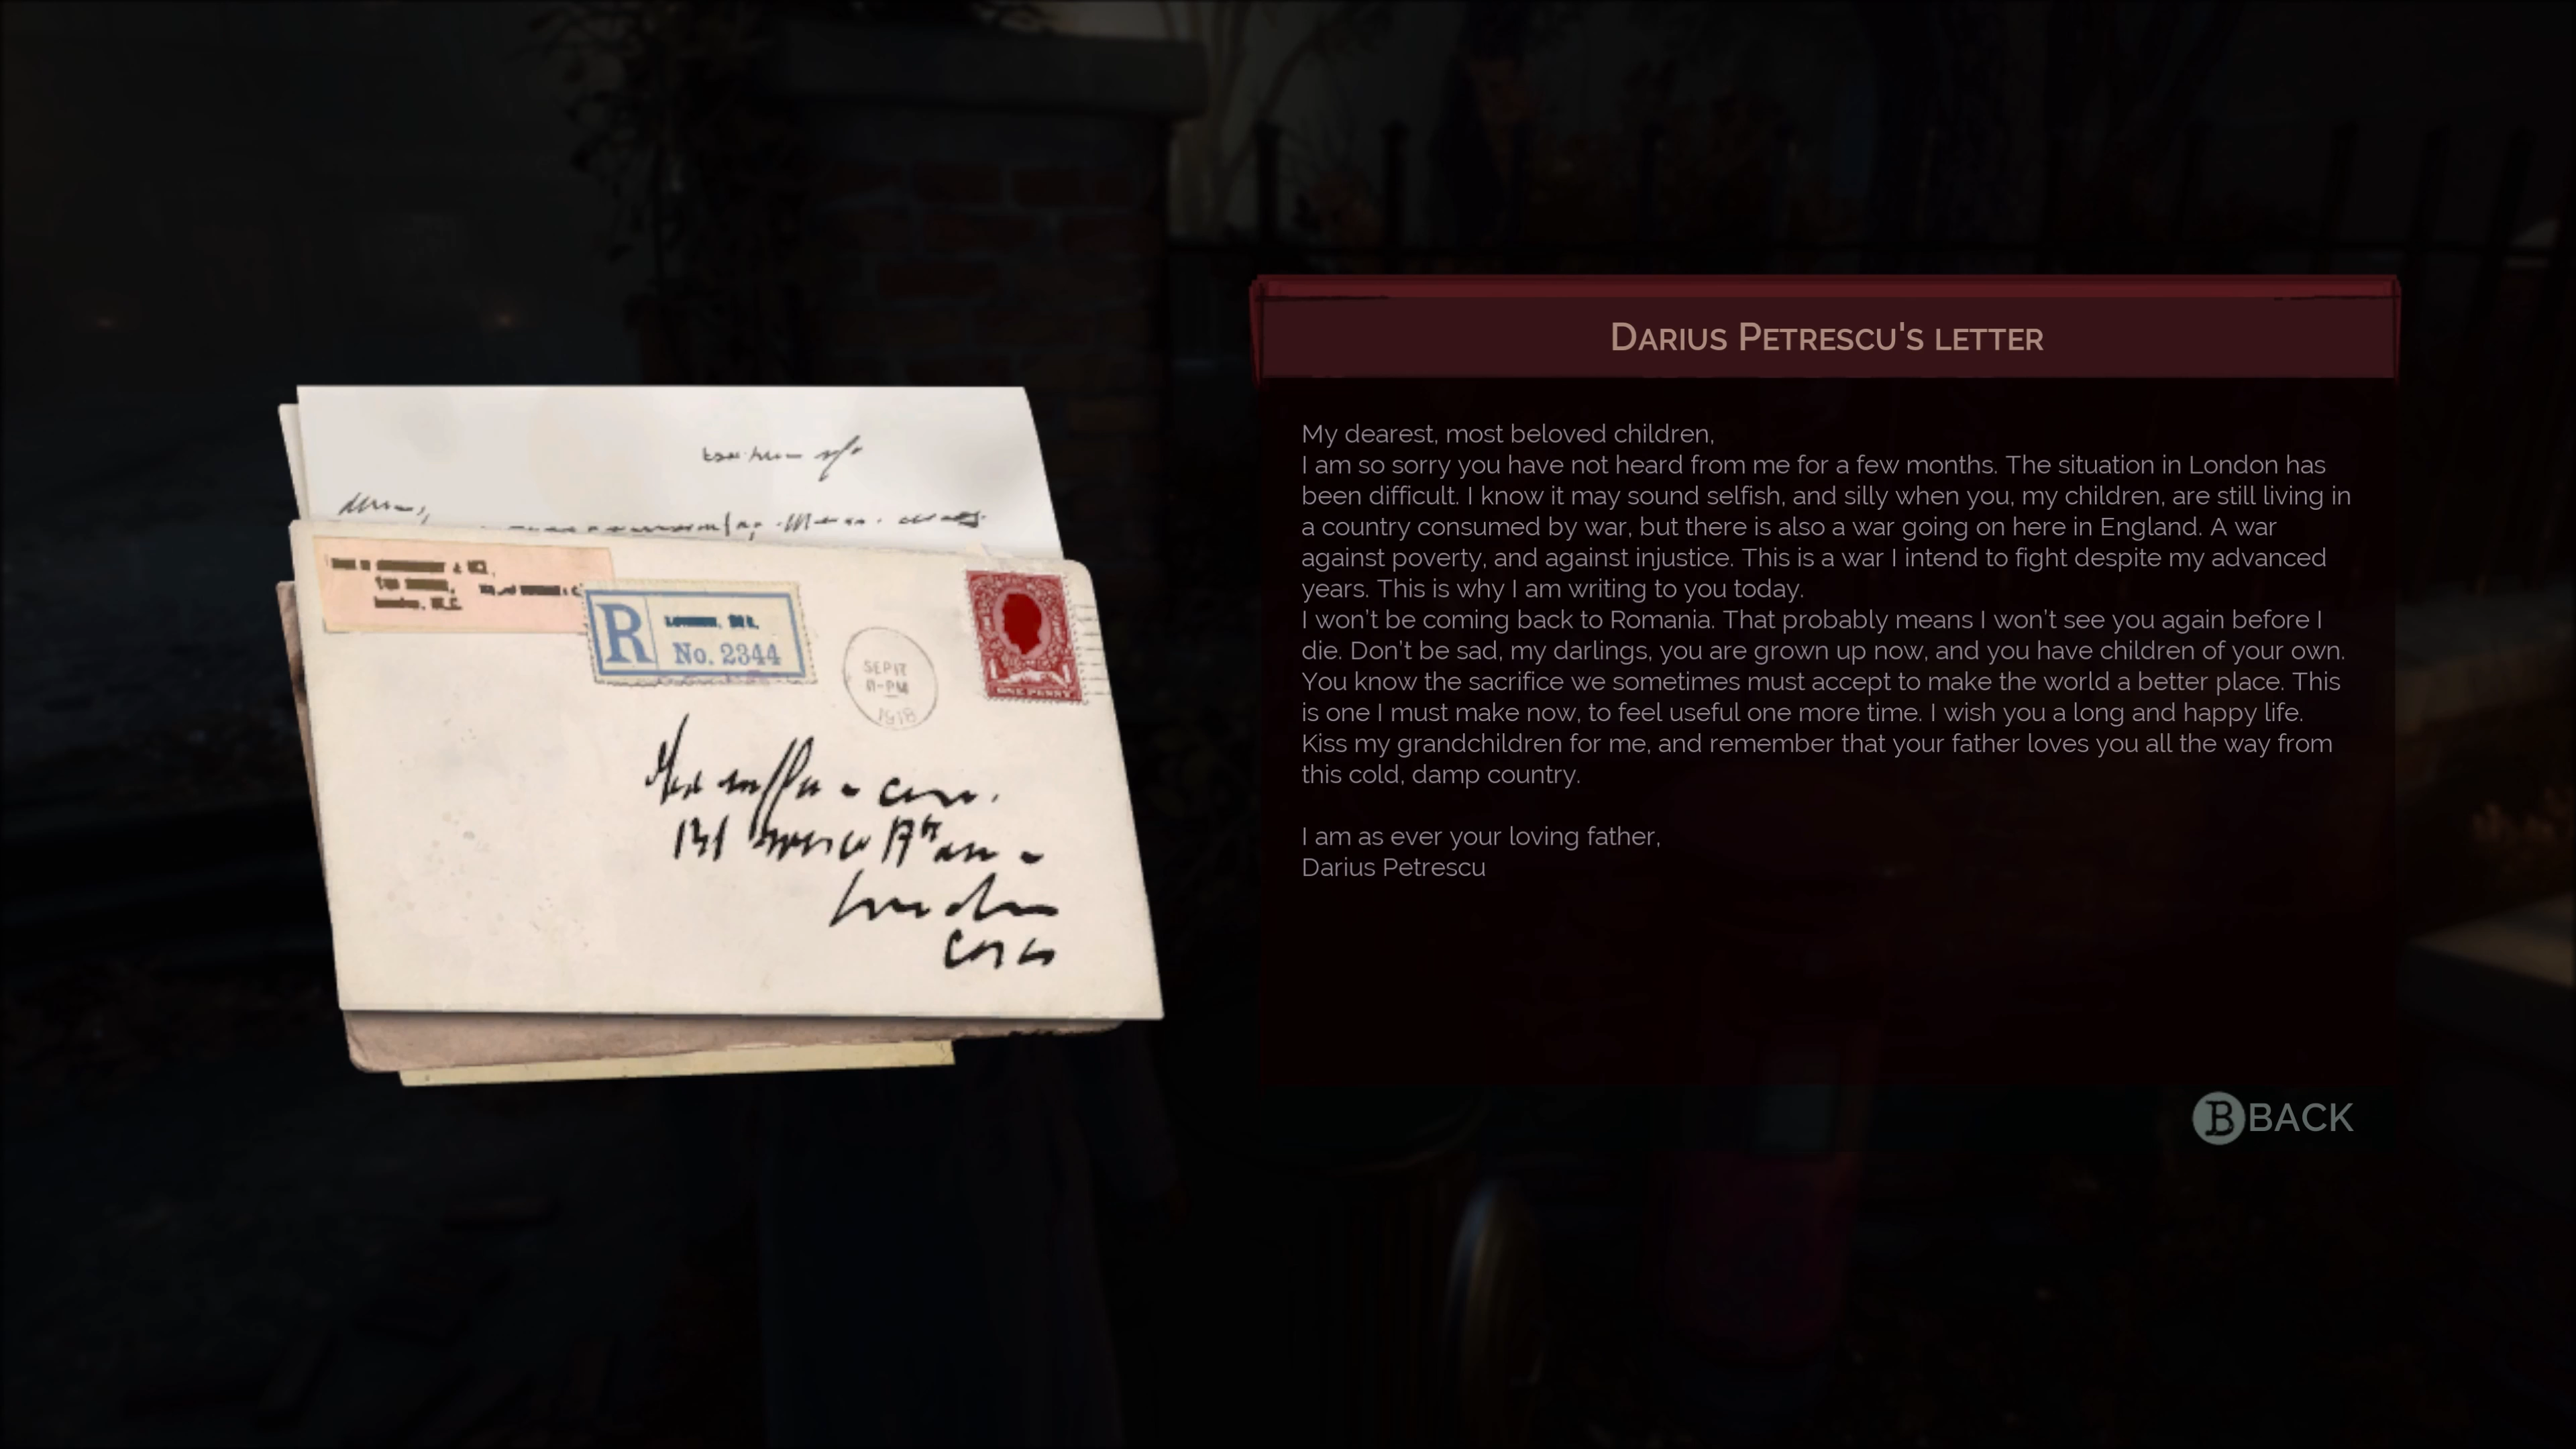 R
No. 2344
SEP 17
11-PM
1918
1 1
ONE PENNY
Darius Petrescu's letter
My dearest, most beloved children,
I am so sorry you have not heard from me for a few months. The situation in London has
been difficult. I know it may sound selfish, and silly when you, my children, are still living in
a country consumed by war, but there is also a war going on here in England. A war
against poverty, and against injustice. This is a war I intend to fight despite my advanced
years. This is why I am writing to you today.
I won't be coming back to Romania. That probably means I won't see you again before I
die. Don't be sad, my darlings, you are grown up now, and you have children of your own.
You know the sacrifice we sometimes must accept to make the world a better place. This
is one I must make now, to feel useful one more time. I wish you a long and happy life.
Kiss my grandchildren for me, and remember that your father loves you all the way from
this cold, damp country.
I am as ever your loving father,
Darius Petrescu
B BACK